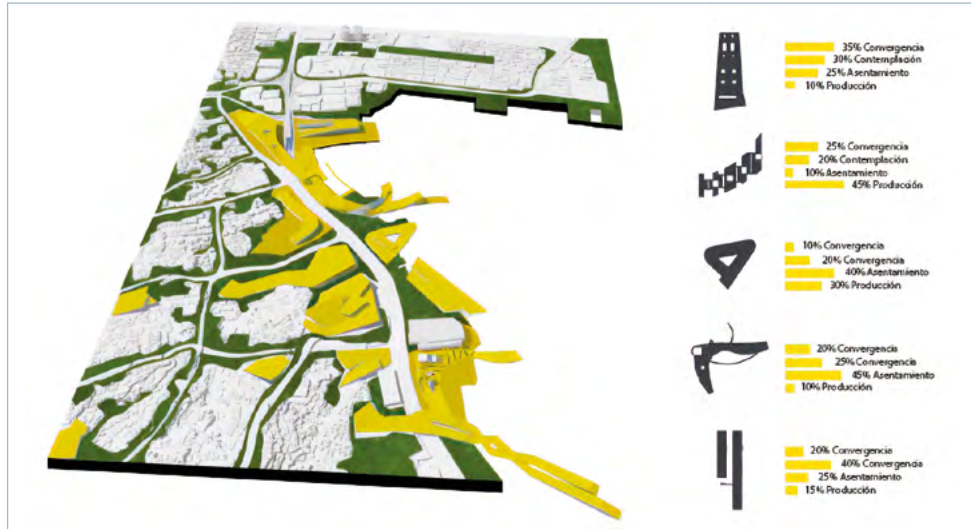 35% Convergencia
30% Contemplación
25% Asentamiento
10% Producción
25% Convergencia
20% Contemplación
10% Asentamiento
45% Producción
10% Convergencia
20% Convergencia
40% Asentamiento
30% Producción
20% Convergencia
25% Convergencia
45% Asentamiento
10% Producción
20% Convergencia
40% Convergencia
25% Asentamiento
15% Producción